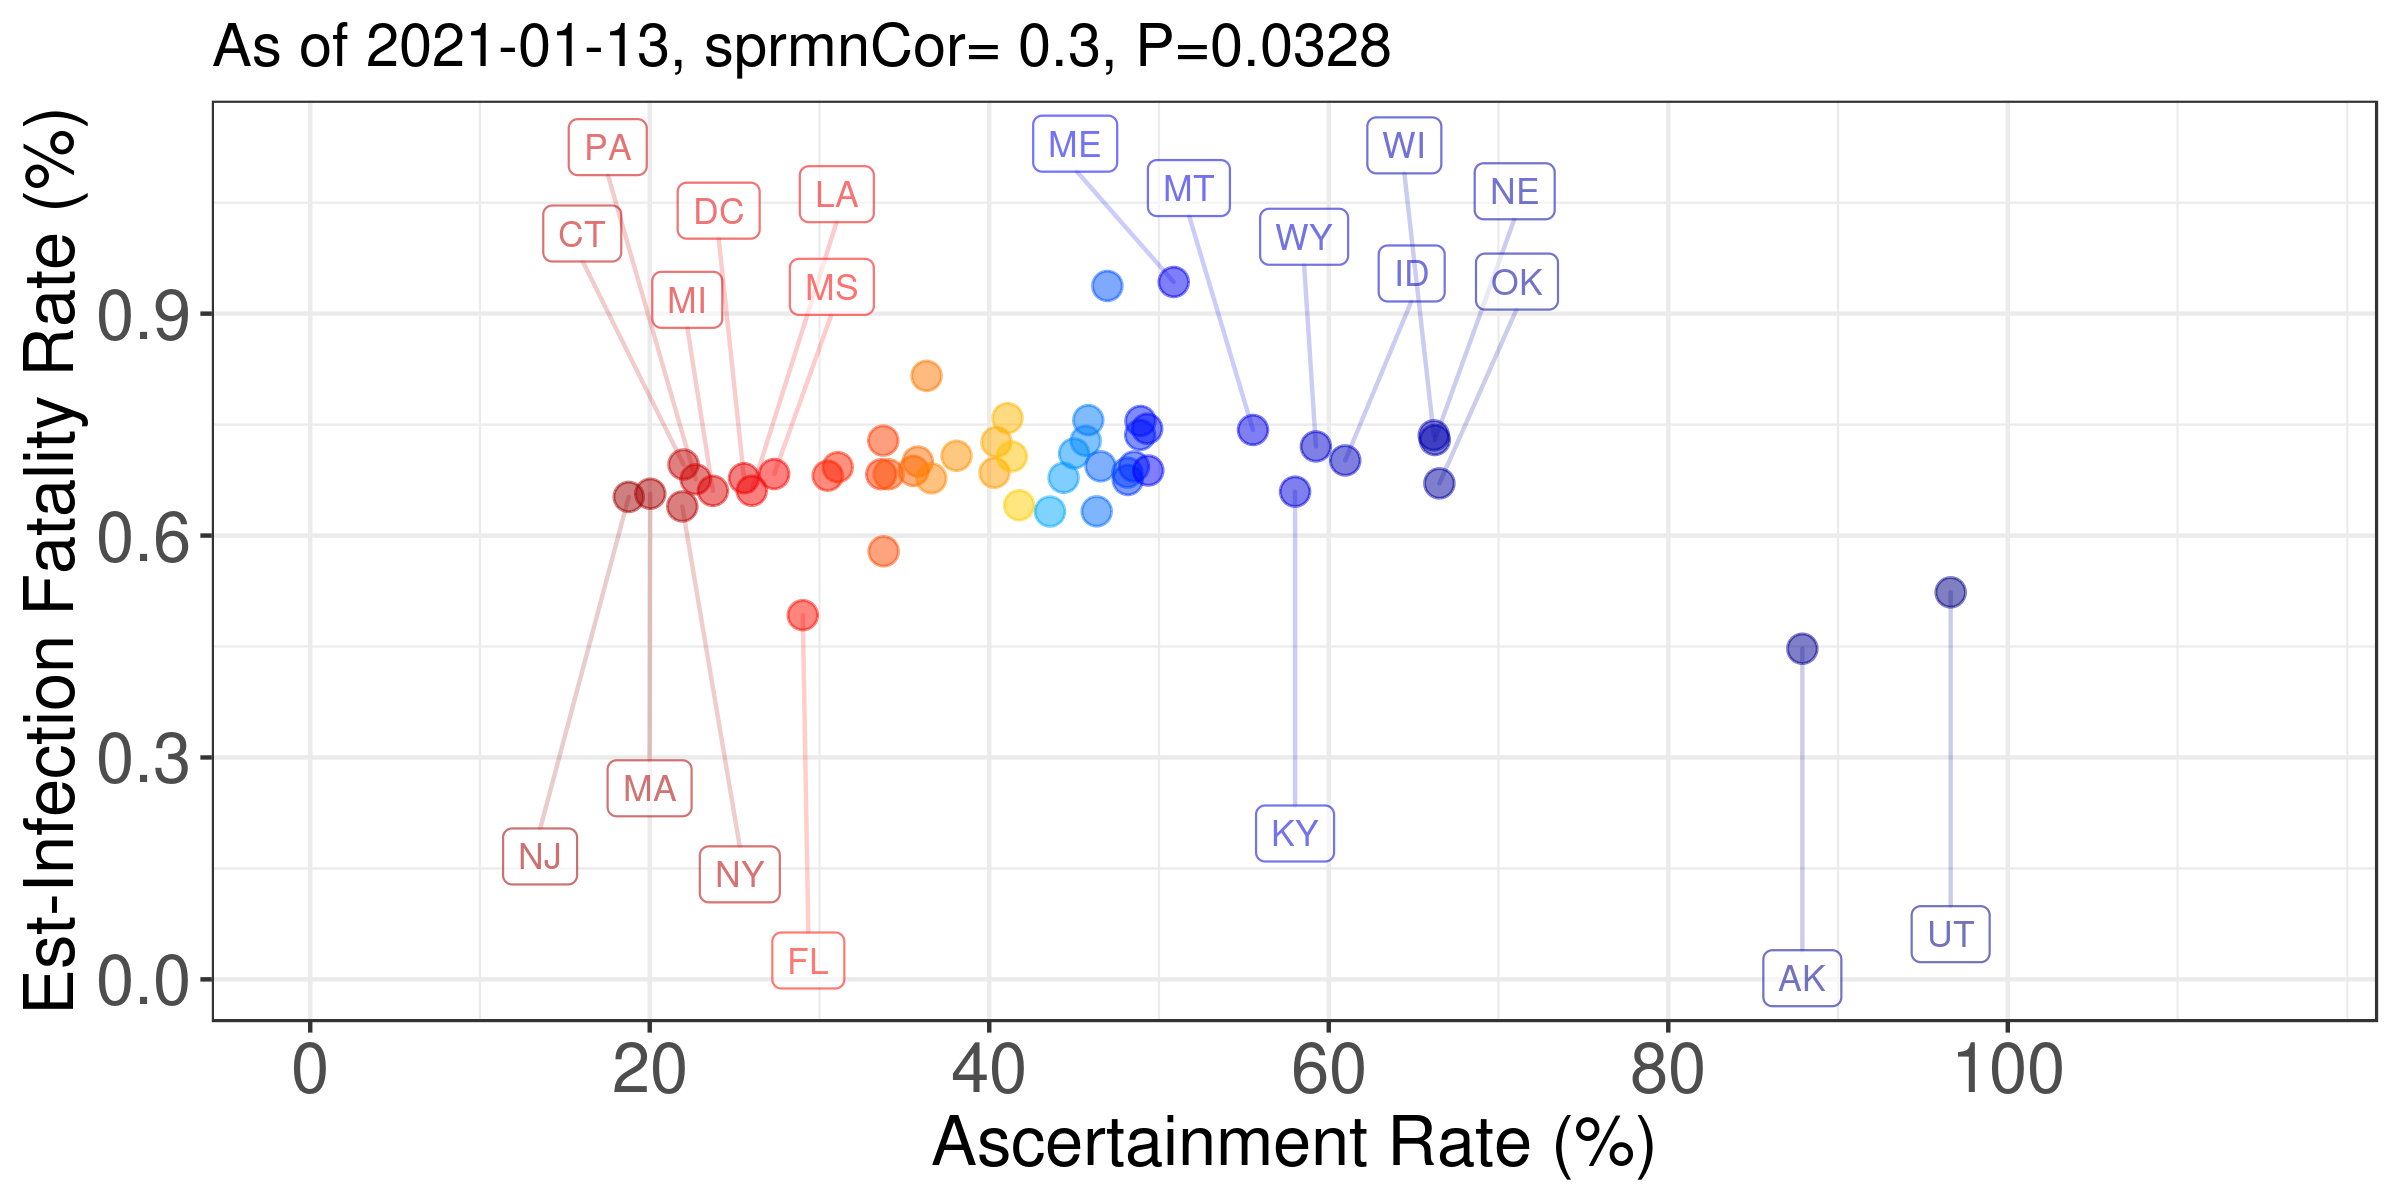 As of 2021-01-13, sprmnCor= 0.3, P=0.0328
Est-Infection Fatality Rate (%)
0.9
0.6
0.3
0.0
PA
CT
DC
LA
MI
MS
ME
MT
WI
NE
WY
ID
OK
NJ
MA
NY
FL
KY
AK
UT
0
20
40
60
80
100
Ascertainment Rate (%)